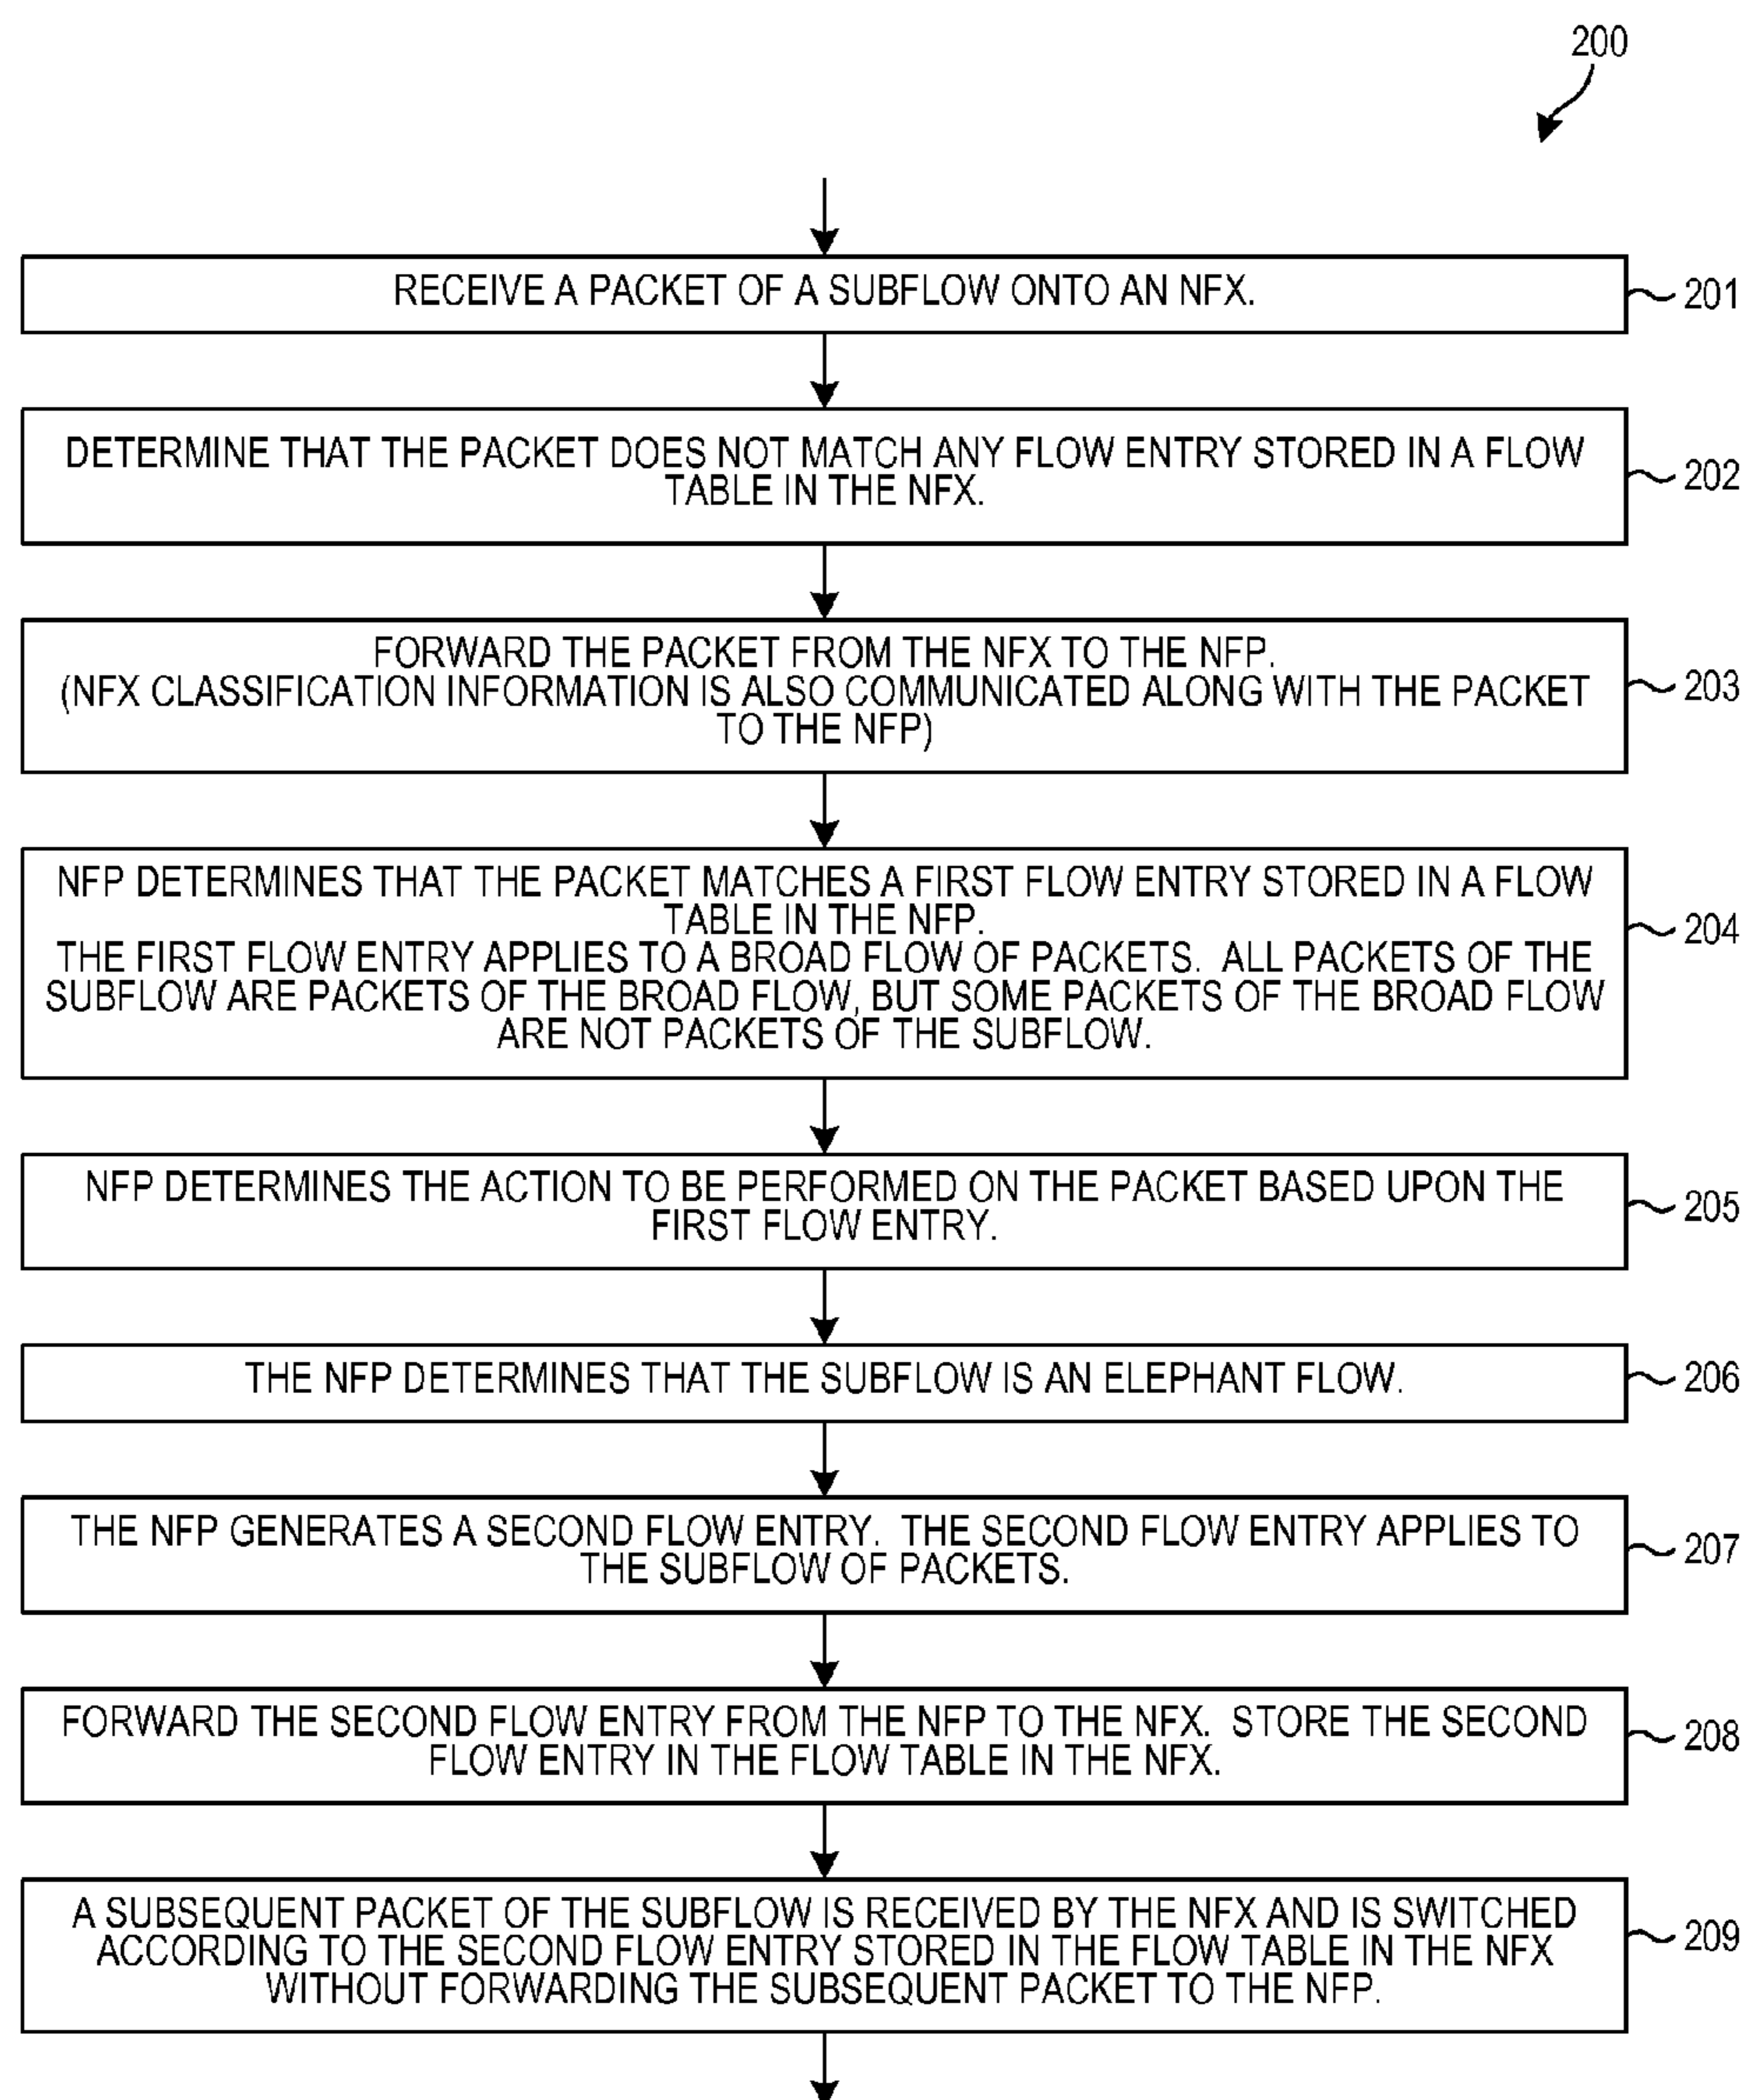 200
RECEIVE A PACKET OF A SUBFLOW ONTO AN NFX.
201
DETERMINE THAT THE PACKET DOES NOT MATCH ANY FLOW ENTRY STORED IN A FLOW
TABLE IN THE NFX.
202
FORWARD THE PACKET FROM THE NFX TO THE NFP.
(NFX CLASSIFICATION INFORMATION IS ALSO COMMUNICATED ALONG WITH THE PACKET
TO THE NFP)
203
NFP DETERMINES THAT THE PACKET MATCHES A FIRST FLOW ENTRY STORED IN A FLOW
TABLE IN THE NFP.
THE FIRST FLOW ENTRY APPLIES TO A BROAD FLOW OF PACKETS. ALL PACKETS OF THE
SUBFLOW ARE PACKETS OF THE BROAD FLOW, BUT SOME PACKETS OF THE BROAD FLOW
ARE NOT PACKETS OF THE SUBFLOW.
204
NFP DETERMINES THE ACTION TO BE PERFORMED ON THE PACKET BASED UPON THE
FIRST FLOW ENTRY.
205
THE NFP DETERMINES THAT THE SUBFLOW IS AN ELEPHANT FLOW.
206
THE NFP GENERATES A SECOND FLOW ENTRY. THE SECOND FLOW ENTRY APPLIES TO
THE SUBFLOW OF PACKETS.
207
FORWARD THE SECOND FLOW ENTRY FROM THE NFP TO THE NFX. STORE THE SECOND
FLOW ENTRY IN THE FLOW TABLE IN THE NFX.
208
A SUBSEQUENT PACKET OF THE SUBFLOW IS RECEIVED BY THE NFX AND IS SWITCHED
ACCORDING TO THE SECOND FLOW ENTRY STORED IN THE FLOW TABLE IN THE NFX
WITHOUT FORWARDING THE SUBSEQUENT PACKET TO THE NFP.
209